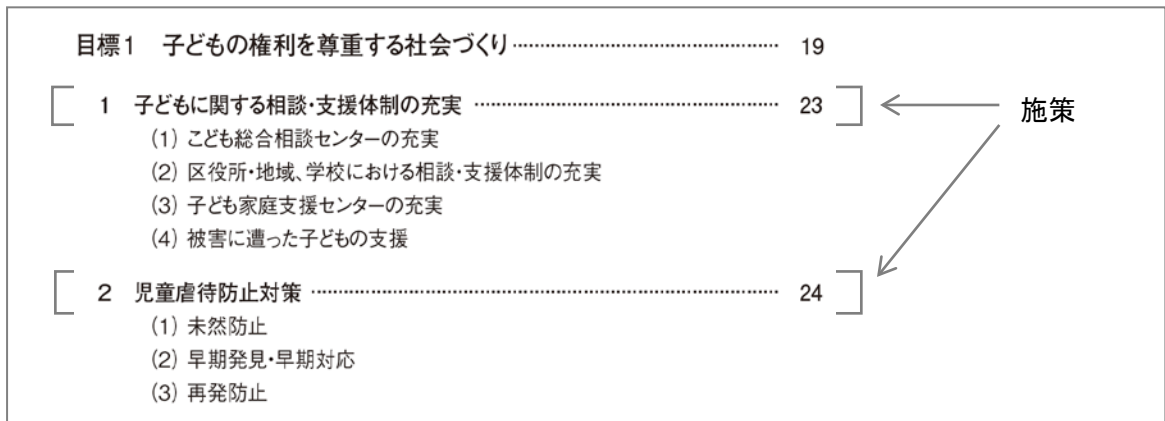 目標1 子どもの権利を尊重する社会づくり …………………………………………… 19
1 子どもに関する相談・支援体制の充実 …………………………………………………… 23
施策
(1) こども総合相談センターの充実
(2) 区役所・地域、学校における相談・支援体制の充実
(3) 子ども家庭支援センターの充実
(4) 被害に遭った子どもの支援
2 児童虐待防止対策 ……………………………………………………………………………… 24
(1) 未然防止
(2) 早期発見・早期対応
(3) 再発防止